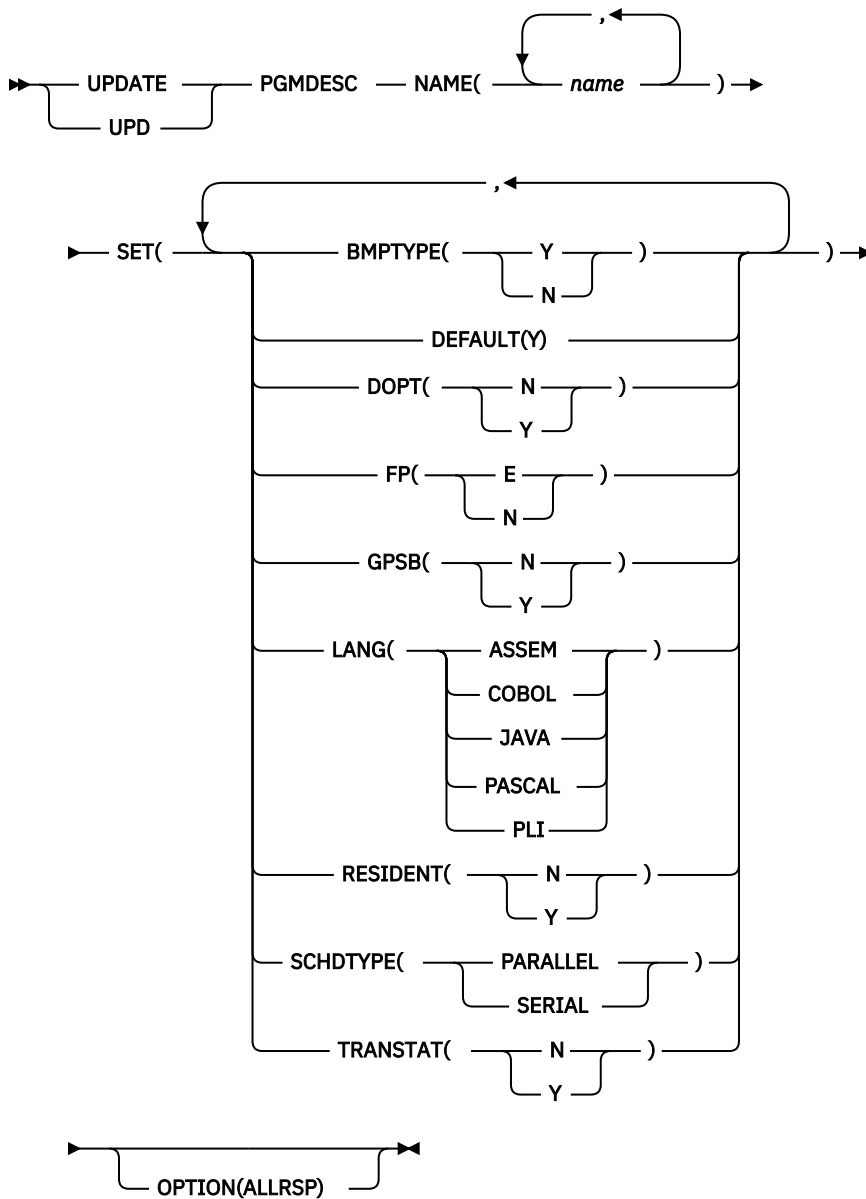 ,
UPDATE PGMDESC NAME( name )
UPD
,
SET( BMPTYPE( Y ) )
N
DEFAULT(Y)
DOPT( N )
Y
FP( E )
N
GPSB( N )
Y
LANG( ASSEM )
COBOL
JAVA
PASCAL
PLI
RESIDENT( N )
Y
SCHDTYPE( PARALLEL )
SERIAL
TRANSTAT( N )
Y
OPTION(ALLRSP)